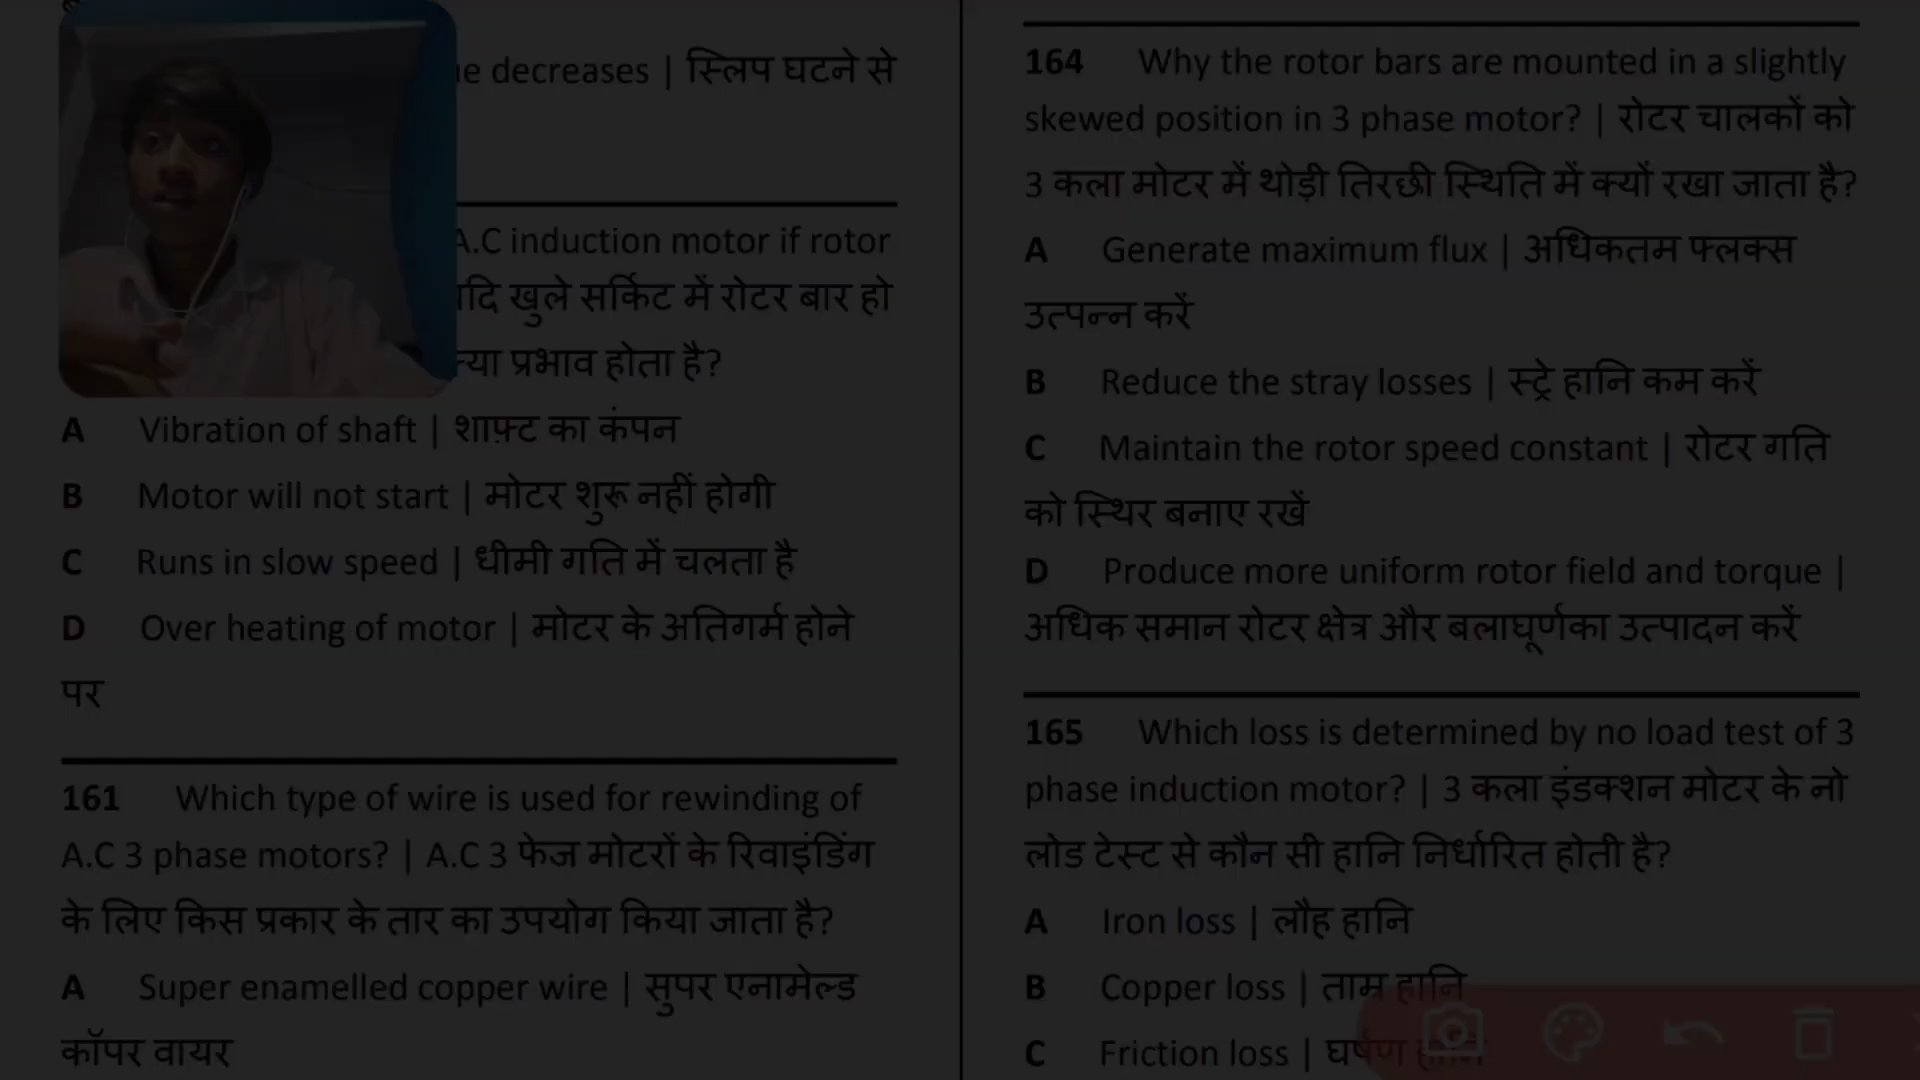 e decreases | स्लिप घटने से
A.C induction motor if rotor
दि खुले सर्किट में रोटर बार हो
क्या प्रभाव होता है?
A Vibration of shaft | शाफ़्ट का कंपन
B Motor will not start | मोटर शुरू नहीं होगी
C Runs in slow speed | धीमी गति में चलता है
D Over heating of motor | मोटर के अतिगर्म होने
पर
161 Which type of wire is used for rewinding of
A.C 3 phase motors? | A.C 3 फेज मोटरों के रिवाइंडिंग
के लिए किस प्रकार के तार का उपयोग किया जाता है?
A Super enamelled copper wire | सुपर एनामेल्ड
कॉपर वायर
164 Why the rotor bars are mounted in a slightly
skewed position in 3 phase motor? | रोटर चालकों को
3 कला मोटर में थोड़ी तिरछी स्थिति में क्यों रखा जाता है?
A Generate maximum flux | अधिकतम फ्लक्स
उत्पन्न करें
B Reduce the stray losses | स्ट्रे हानि कम करें
C Maintain the rotor speed constant | रोटर गति
को स्थिर बनाए रखें
D Produce more uniform rotor field and torque |
अधिक समान रोटर क्षेत्र और बलाघूर्णका उत्पादन करें
165 Which loss is determined by no load test of 3
phase induction motor? | 3 कला इंडक्शन मोटर के नो
लोड टेस्ट से कौन सी हानि निर्धारित होती है?
A Iron loss | लौह हानि
B Copper loss | ताम्र हानि
C Friction loss | घर्षण हानि